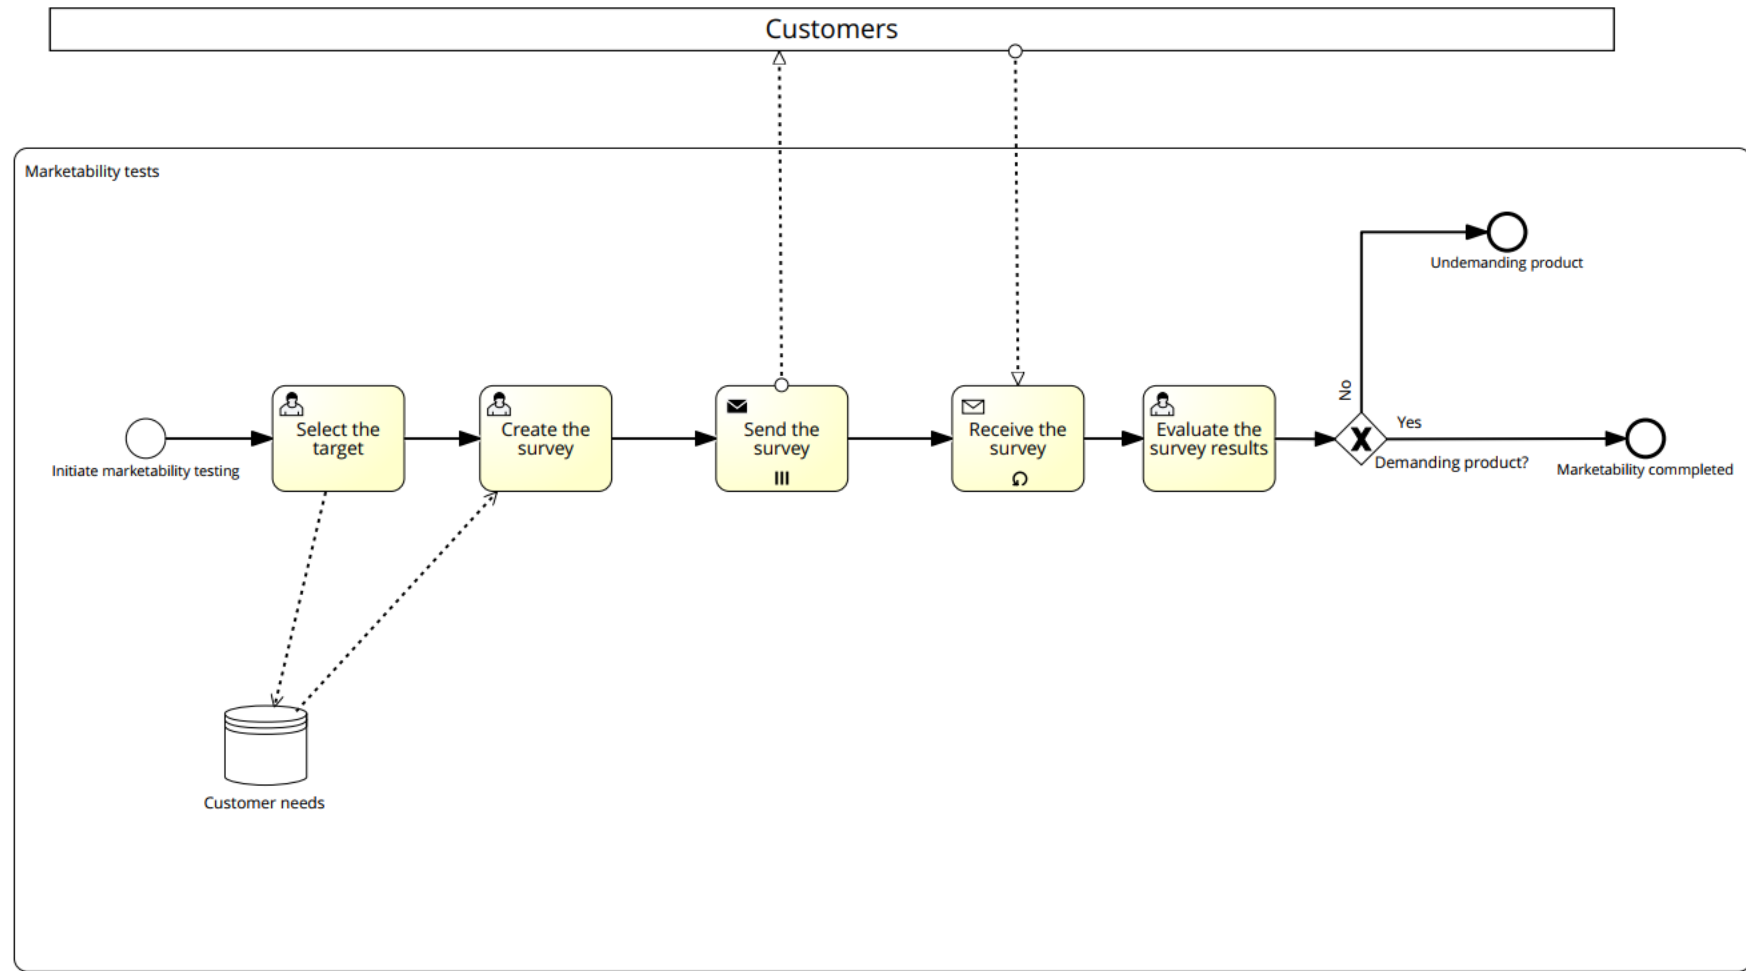 Customers
Marketability tests
Undemanding product
No
Yes
Select the
target
Create the
survey
Send the
survey
Receive the
survey
Evaluate the
survey results
Demanding product?
Initiate marketability testing
Marketability commpleted
Customer needs